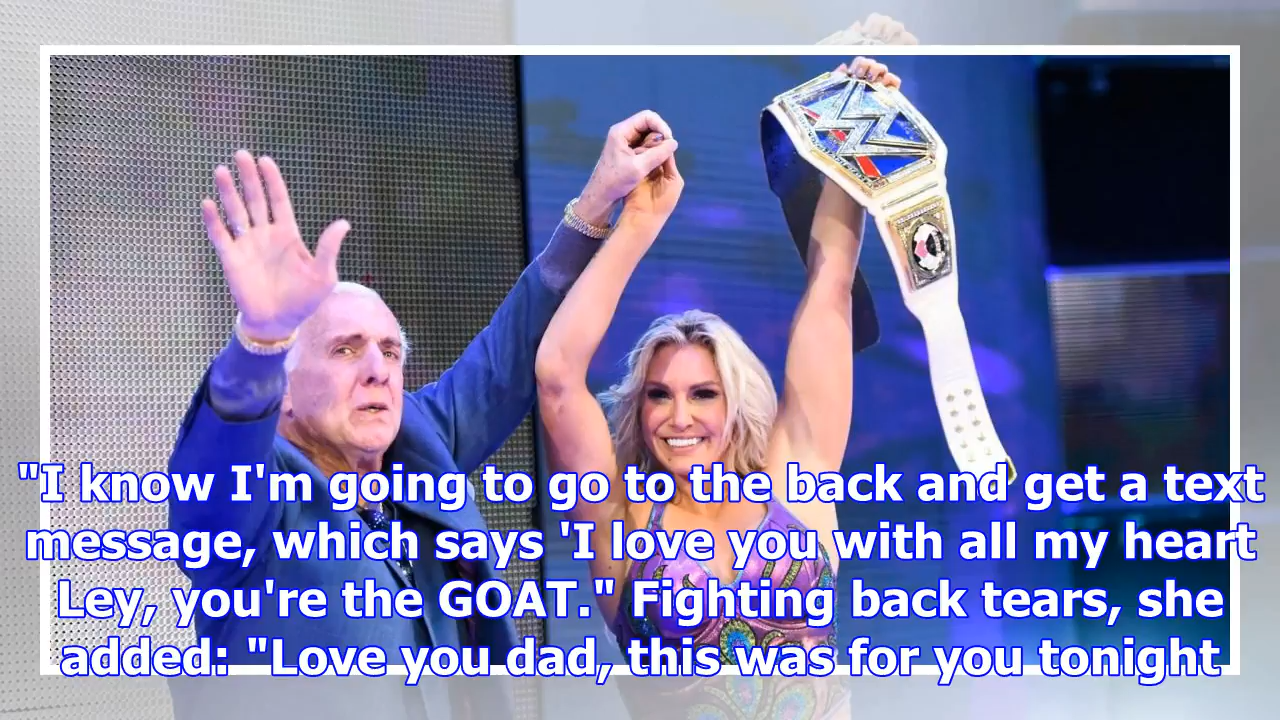 "I know I'm going to go to the back and get a text
message, which says 'I love you with all my heart
Ley, you're the GOAT." Fighting back tears, she
added: "Love you dad, this was for you tonight